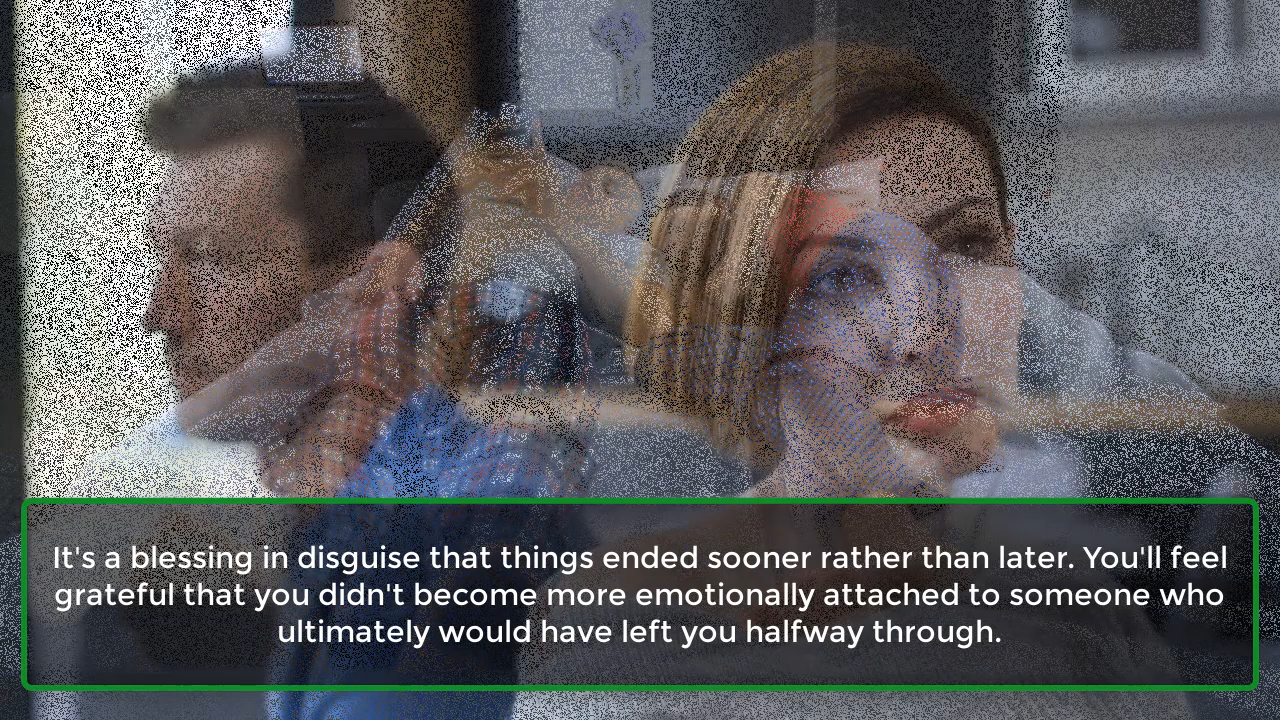 It's a blessing in disguise that things ended sooner rather than later. You'll feel
grateful that you didn't become more emotionally attached to someone who
ultimately would have left you halfway through.